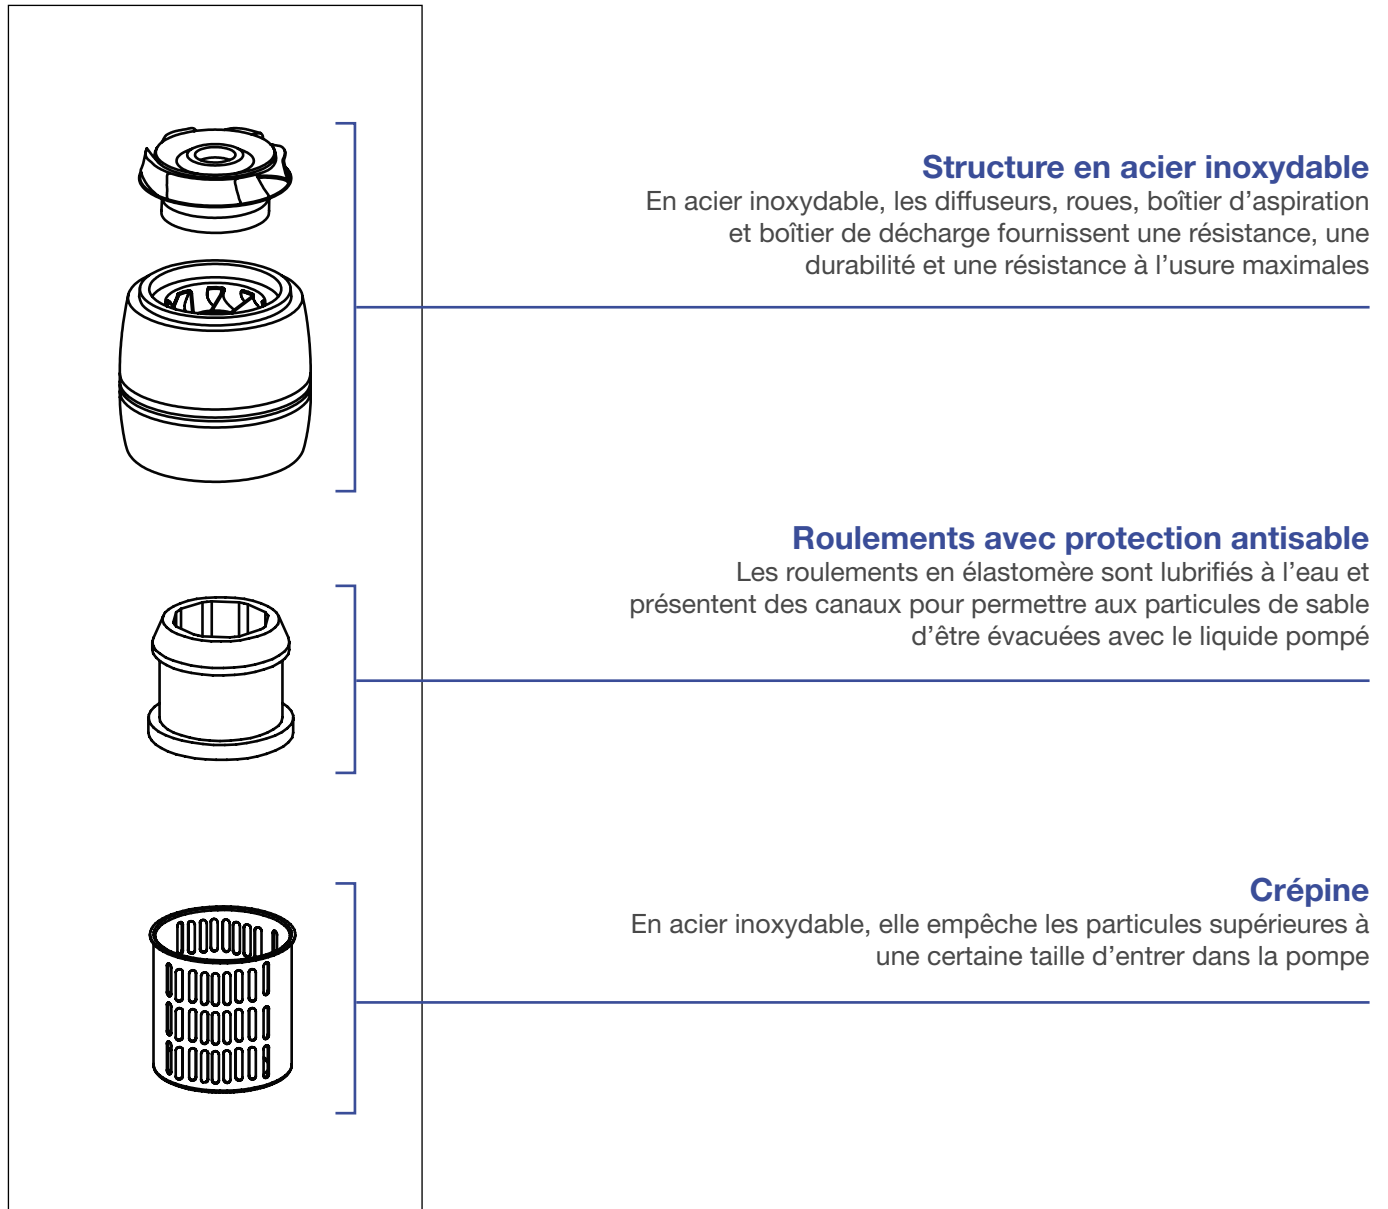 Structure en acier inoxydable
En acier inoxydable, les diffuseurs, roues, boîtier d’aspiration
et boîtier de décharge fournissent une résistance, une
durabilité et une résistance à l’usure maximales
Roulements avec protection antisable
Les roulements en élastomère sont lubrifiés à l’eau et
présentent des canaux pour permettre aux particules de sable
d’être évacuées avec le liquide pompé
Crépine
En acier inoxydable, elle empêche les particules supérieures à
une certaine taille d’entrer dans la pompe